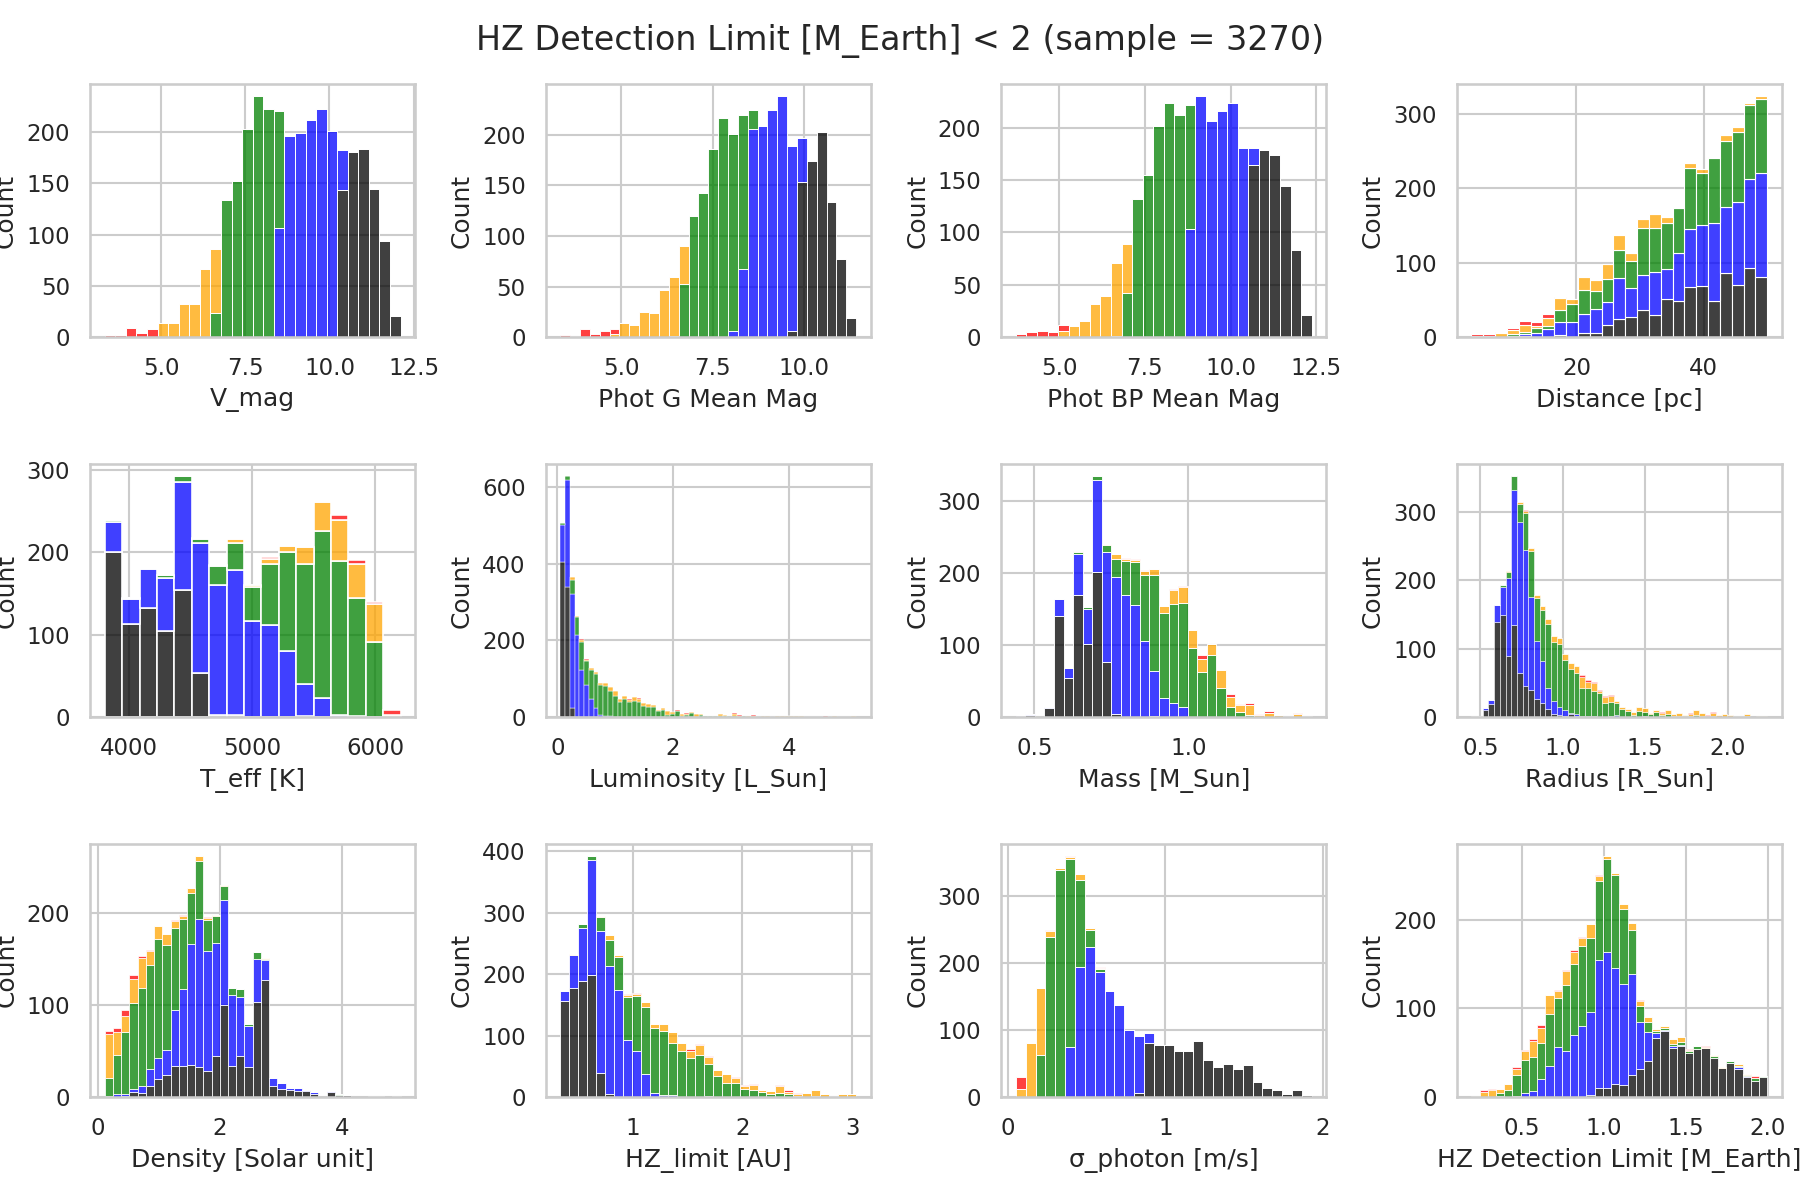 HZ Detection Limit [M_Earth] < 2 (sample = 3270)
Count
200
150
100
50
0
5.0 7.5 10.0 12.5
V_mag
Count
200
150
100
50
0
5.0 7.5 10.0
Phot G Mean Mag
Count
200
150
100
50
0
5.0 7.5 10.0 12.5
Phot BP Mean Mag
Count
300
200
100
0
20 40
Distance [pc]
Count
300
200
100
0
4000 5000 6000
T_eff [K]
Count
600
400
200
0
0 2 4
Luminosity [L_Sun]
Count
300
200
100
0
0.5 1.0
Mass [M_Sun]
Count
300
200
100
0
0.5 1.0 1.5 2.0
Radius [R_Sun]
Count
200
100
0
0 2 4
Density [Solar unit]
Count
400
300
200
100
0
1 2 3
HZ_limit [AU]
Count
300
200
100
0
0 1 2
σ_photon [m/s]
Count
200
100
0
0.5 1.0 1.5 2.0
HZ Detection Limit [M_Earth]